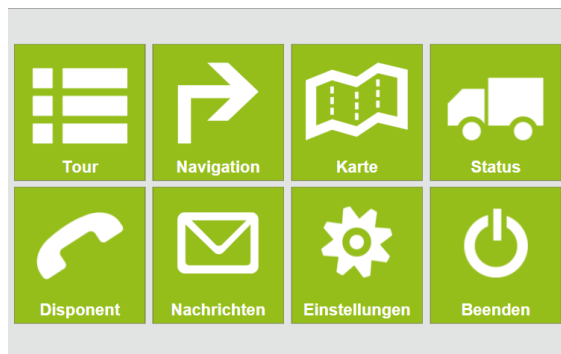 Tour
Navigation
Karte
Status
Disponent
Nachrichten
Einstellungen
Beenden